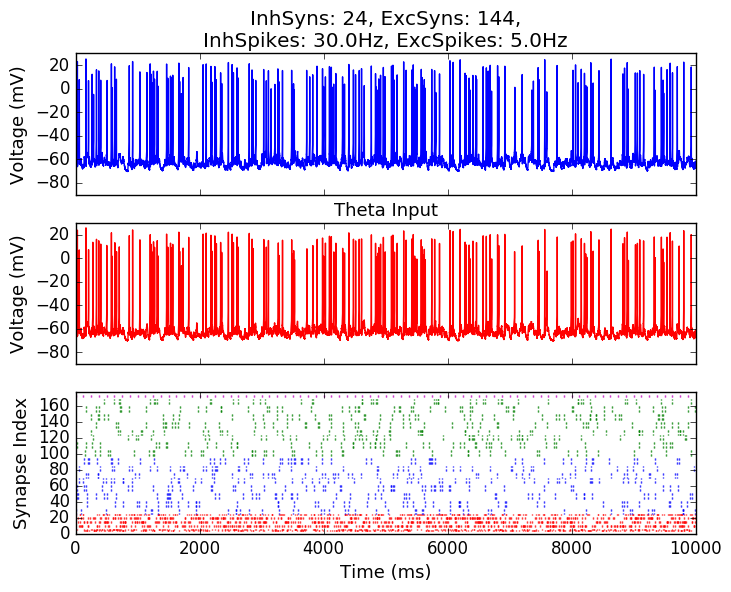 InhSyns: 24, ExcSyns: 144,
InhSpikes: 30.0Hz, ExcSpikes: 5.0Hz
20
0
−20
−40
−60
−80
Voltage (mV)
Theta Input
20
0
−20
−40
−60
−80
Voltage (mV)
160
140
120
100
80
60
40
20
0
Synapse Index
0 2000 4000 6000 8000 10000
Time (ms)